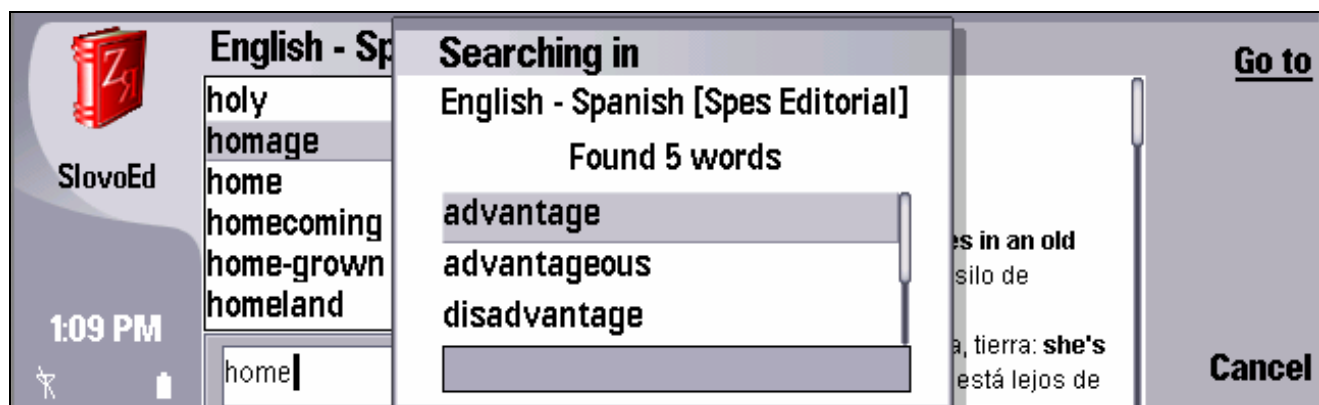 SlovoEd
1:09 PM
English - Sp
holy
homage
home
homecoming
home-grown
homeland
home
Searching in
English - Spanish [Spes Editorial]
Found 5 words
advantage
advantageous
disadvantage
es in an old
silo de
a, tierra: she's
está lejos de
Go to
Cancel